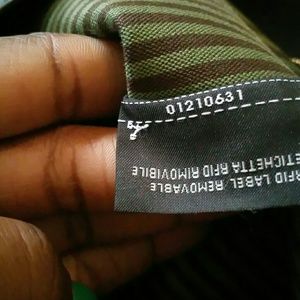 01210631
RFID LABEL REMOVABLE
ETICHETTA RFID RIMOVIBILE